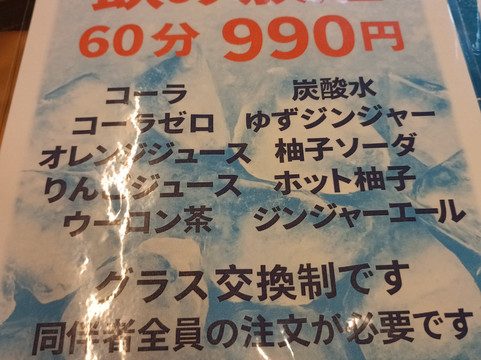 60分 990円
コーラ
コーラゼロ
オレンジジュース
りんごジュース
ウーロン茶
炭酸水
ゆずジンジャー
柚子ソーダ
ホット柚子
ジンジャーエール
グラス交換制です
同伴者全員の注文が必要です